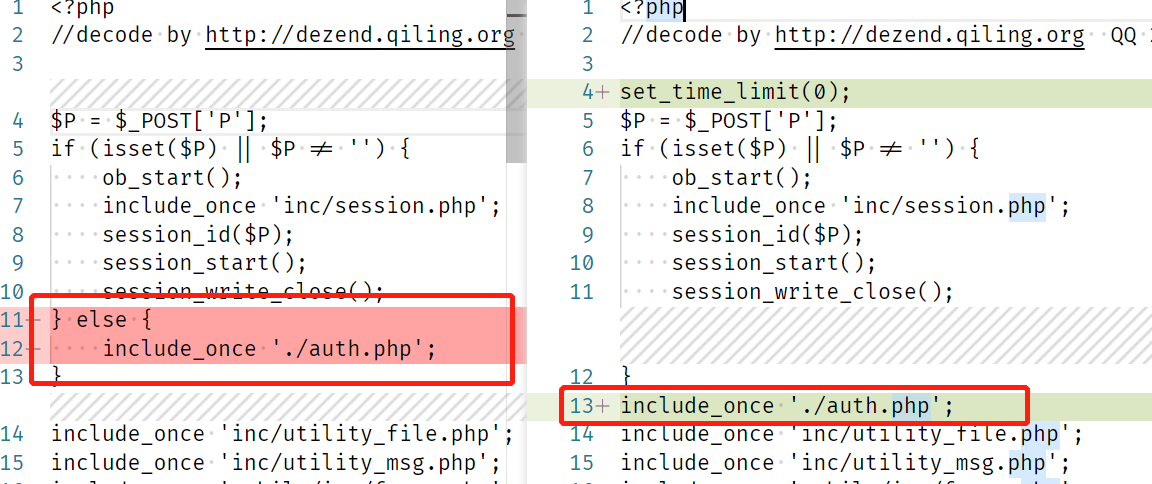 1 <?php
2 //decode by http://dezend.qiling.org
3
4 $P = $_POST['P'];
5 if (isset($P) || $P != '') {
6 ob_start();
7 include_once 'inc/session.php';
8 session_id($P);
9 session_start();
10 session_write_close();
11 - } else {
12 - include_once './auth.php';
13 }
14 include_once 'inc/utility_file.php';
15 include_once 'inc/utility_msg.php';
1 <?php
2 //decode by http://dezend.qiling.org QQ
3
4+ set_time_limit(0);
5 $P = $_POST['P'];
6 if (isset($P) || $P != '') {
7 ob_start();
8 include_once 'inc/session.php';
9 session_id($P);
10 session_start();
11 session_write_close();
12 }
13+ include_once './auth.php';
14 include_once 'inc/utility_file.php';
15 include_once 'inc/utility_msg.php';